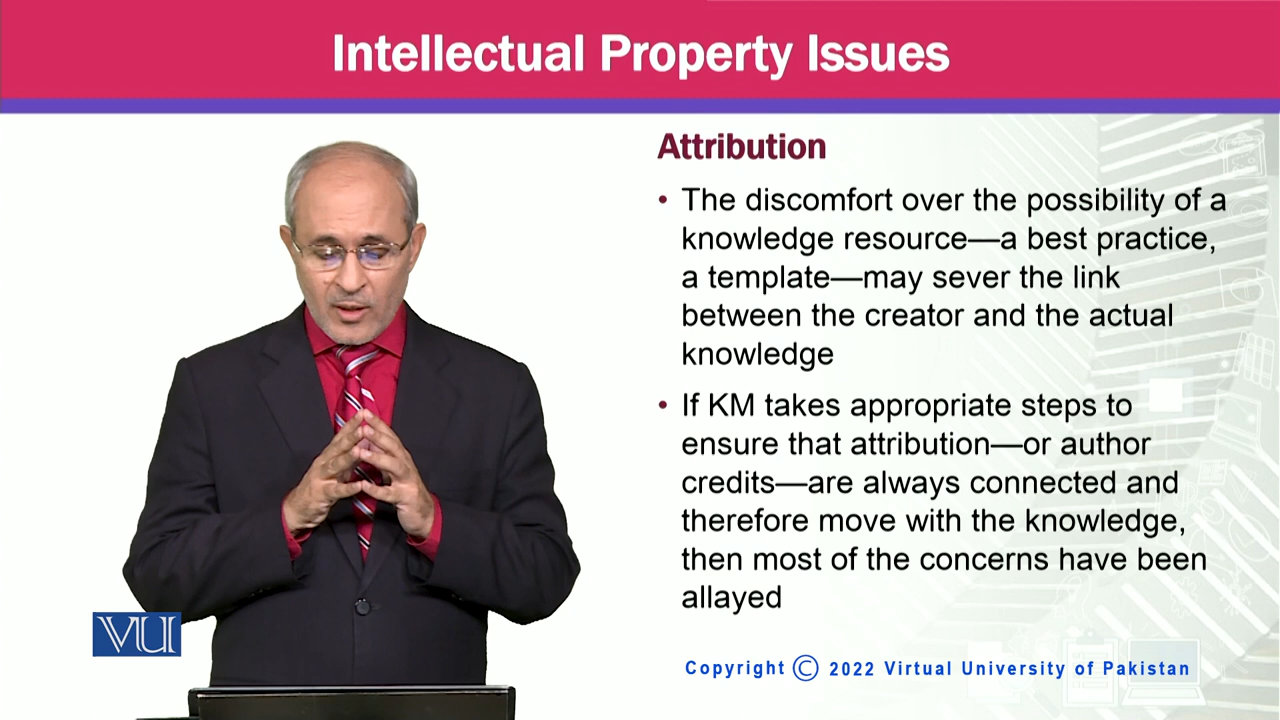 Intellectual Property Issues
Attribution
• The discomfort over the possibility of a
knowledge resource—a best practice,
a template—may sever the link
between the creator and the actual
knowledge
• If KM takes appropriate steps to
ensure that attribution—or author
credits—are always connected and
therefore move with the knowledge,
then most of the concerns have been
allayed
VU
Copyright © 2022 Virtual University of Pakistan